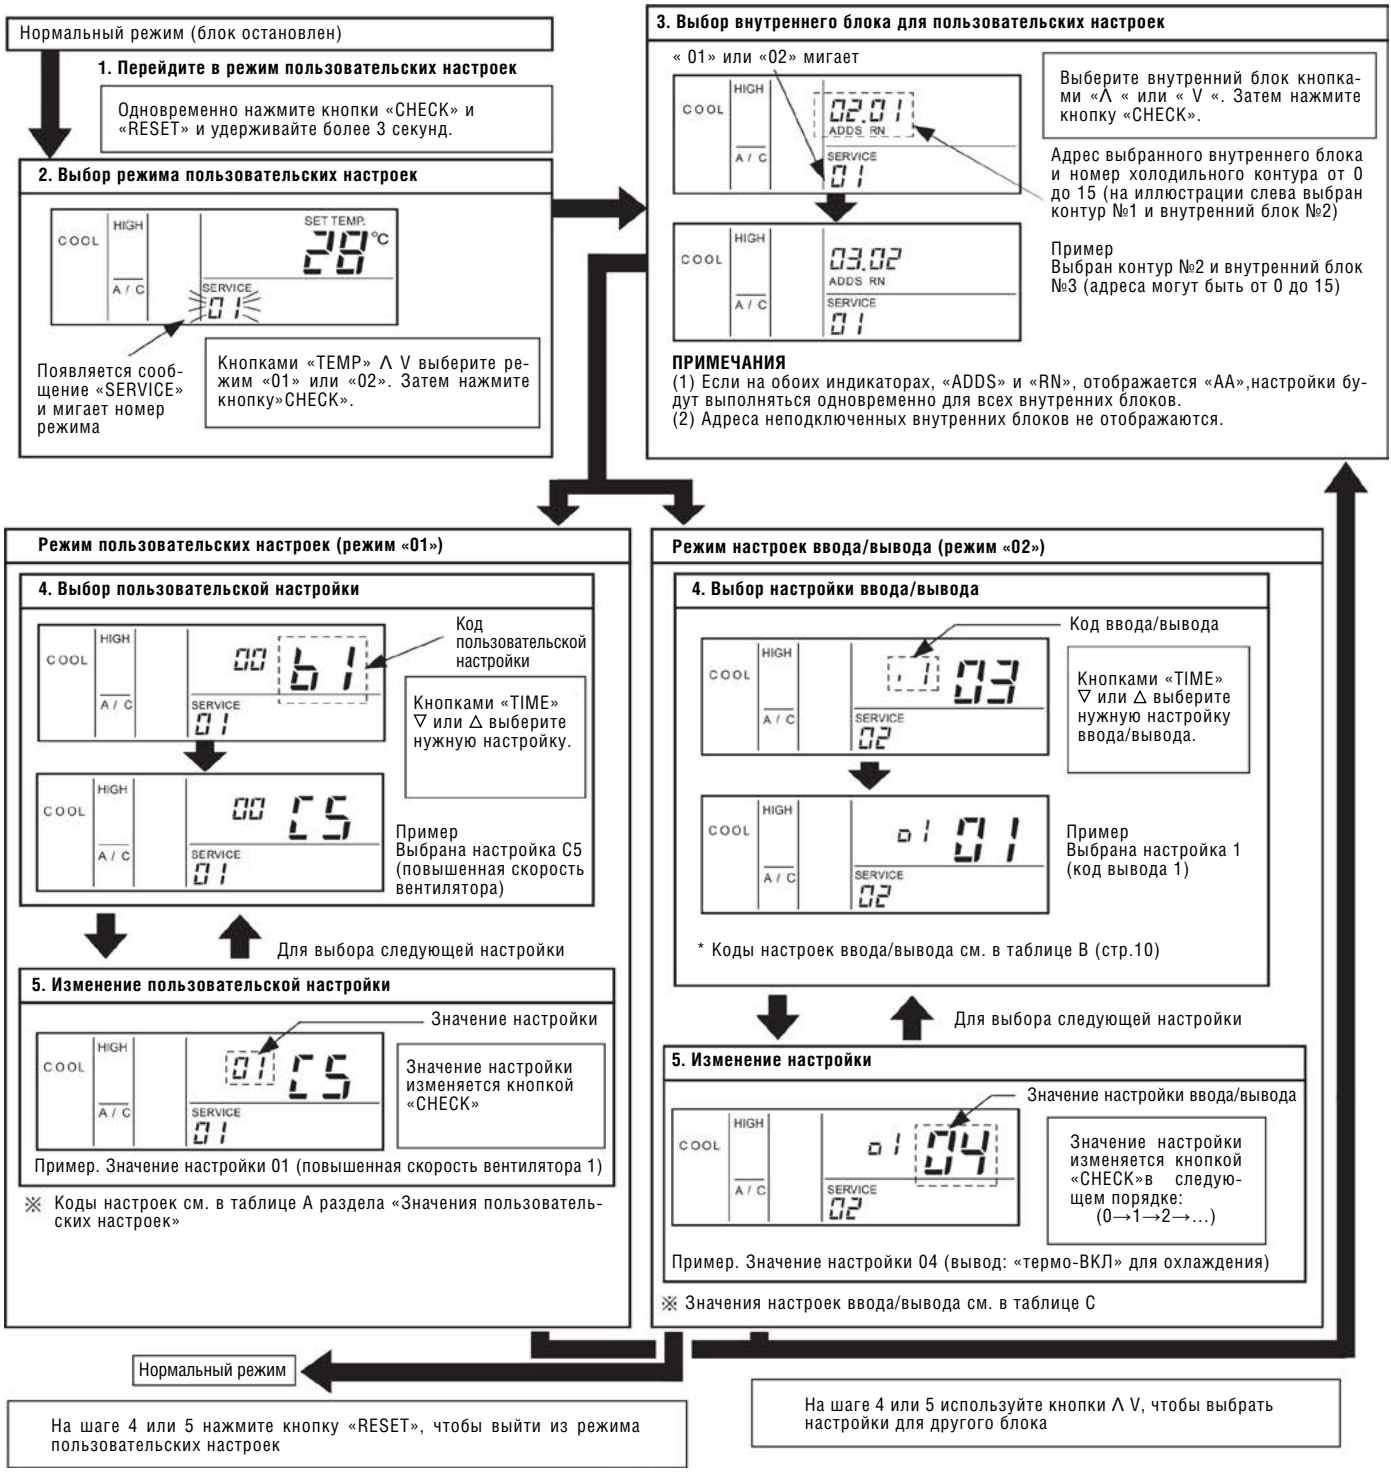 Нормальный режим (блок остановлен)
1. Перейдите в режим пользовательских настроек
Одновременно нажмите кнопки «CHECK» и
«RESET» и удерживайте более 3 секунд.
2. Выбор режима пользовательских настроек
COOL
HIGH
A / C
SET TEMP.
28°C
SERVICE
01
Появляется сооб-
щение «SERVICE»
и мигает номер
режима
Кнопками «TEMP» Λ V выберите ре-
жим «01» или «02». Затем нажмите
кнопку»CHECK».
3. Выбор внутреннего блока для пользовательских настроек
« 01» или «02» мигает
COOL
HIGH
A / C
02.01
ADDS RN
SERVICE
01
Выберите внутренний блок кнопка-
ми «Λ « или « V «. Затем нажмите
кнопку «CHECK».
Адрес выбранного внутреннего блока
и номер холодильного контура от 0
до 15 (на иллюстрации слева выбран
контур №1 и внутренний блок №2)
COOL
HIGH
A / C
03.02
ADDS RN
SERVICE
01
Пример
Выбран контур №2 и внутренний блок
№3 (адреса могут быть от 0 до 15)
ПРИМЕЧАНИЯ
(1) Если на обоих индикаторах, «ADDS» и «RN», отображается «AA»,настройки бу-
дут выполняться одновременно для всех внутренних блоков.
(2) Адреса неподключенных внутренних блоков не отображаются.
Режим пользовательских настроек (режим «01»)
4. Выбор пользовательской настройки
COOL
HIGH
A / C
00 b1
SERVICE
01
Код
пользовательской
настройки
Кнопками «TIME»
▽ или △ выберите
нужную настройку.
COOL
HIGH
A / C
00 C5
SERVICE
01
Пример
Выбрана настройка C5
(повышенная скорость
вентилятора)
Для выбора следующей настройки
5. Изменение пользовательской настройки
COOL
HIGH
A / C
01 C5
SERVICE
01
Значение настройки
Значение настройки
изменяется кнопкой
«CHECK»
Пример. Значение настройки 01 (повышенная скорость вентилятора 1)
※ Коды настроек см. в таблице А раздела «Значения пользователь-
ских настроек»
Режим настроек ввода/вывода (режим «02»)
4. Выбор настройки ввода/вывода
COOL
HIGH
A / C
.1 03
SERVICE
02
Код ввода/вывода
Кнопками «TIME»
▽ или △ выберите
нужную настройку
ввода/вывода.
COOL
HIGH
A / C
o1 01
SERVICE
02
Пример
Выбрана настройка 1
(код вывода 1)
* Коды настроек ввода/вывода см. в таблице В (стр.10)
Для выбора следующей настройки
5. Изменение настройки
COOL
HIGH
A / C
o1 04
SERVICE
02
Значение настройки ввода/вывода
Значение настройки
изменяется кнопкой
«CHECK»в следую-
щем порядке:
(0→1→2→...)
Пример. Значение настройки 04 (вывод: «термо-ВКЛ» для охлаждения)
※ Значения настроек ввода/вывода см. в таблице С
Нормальный режим
На шаге 4 или 5 нажмите кнопку «RESET», чтобы выйти из режима
пользовательских настроек
На шаге 4 или 5 используйте кнопки Λ V, чтобы выбрать
настройки для другого блока